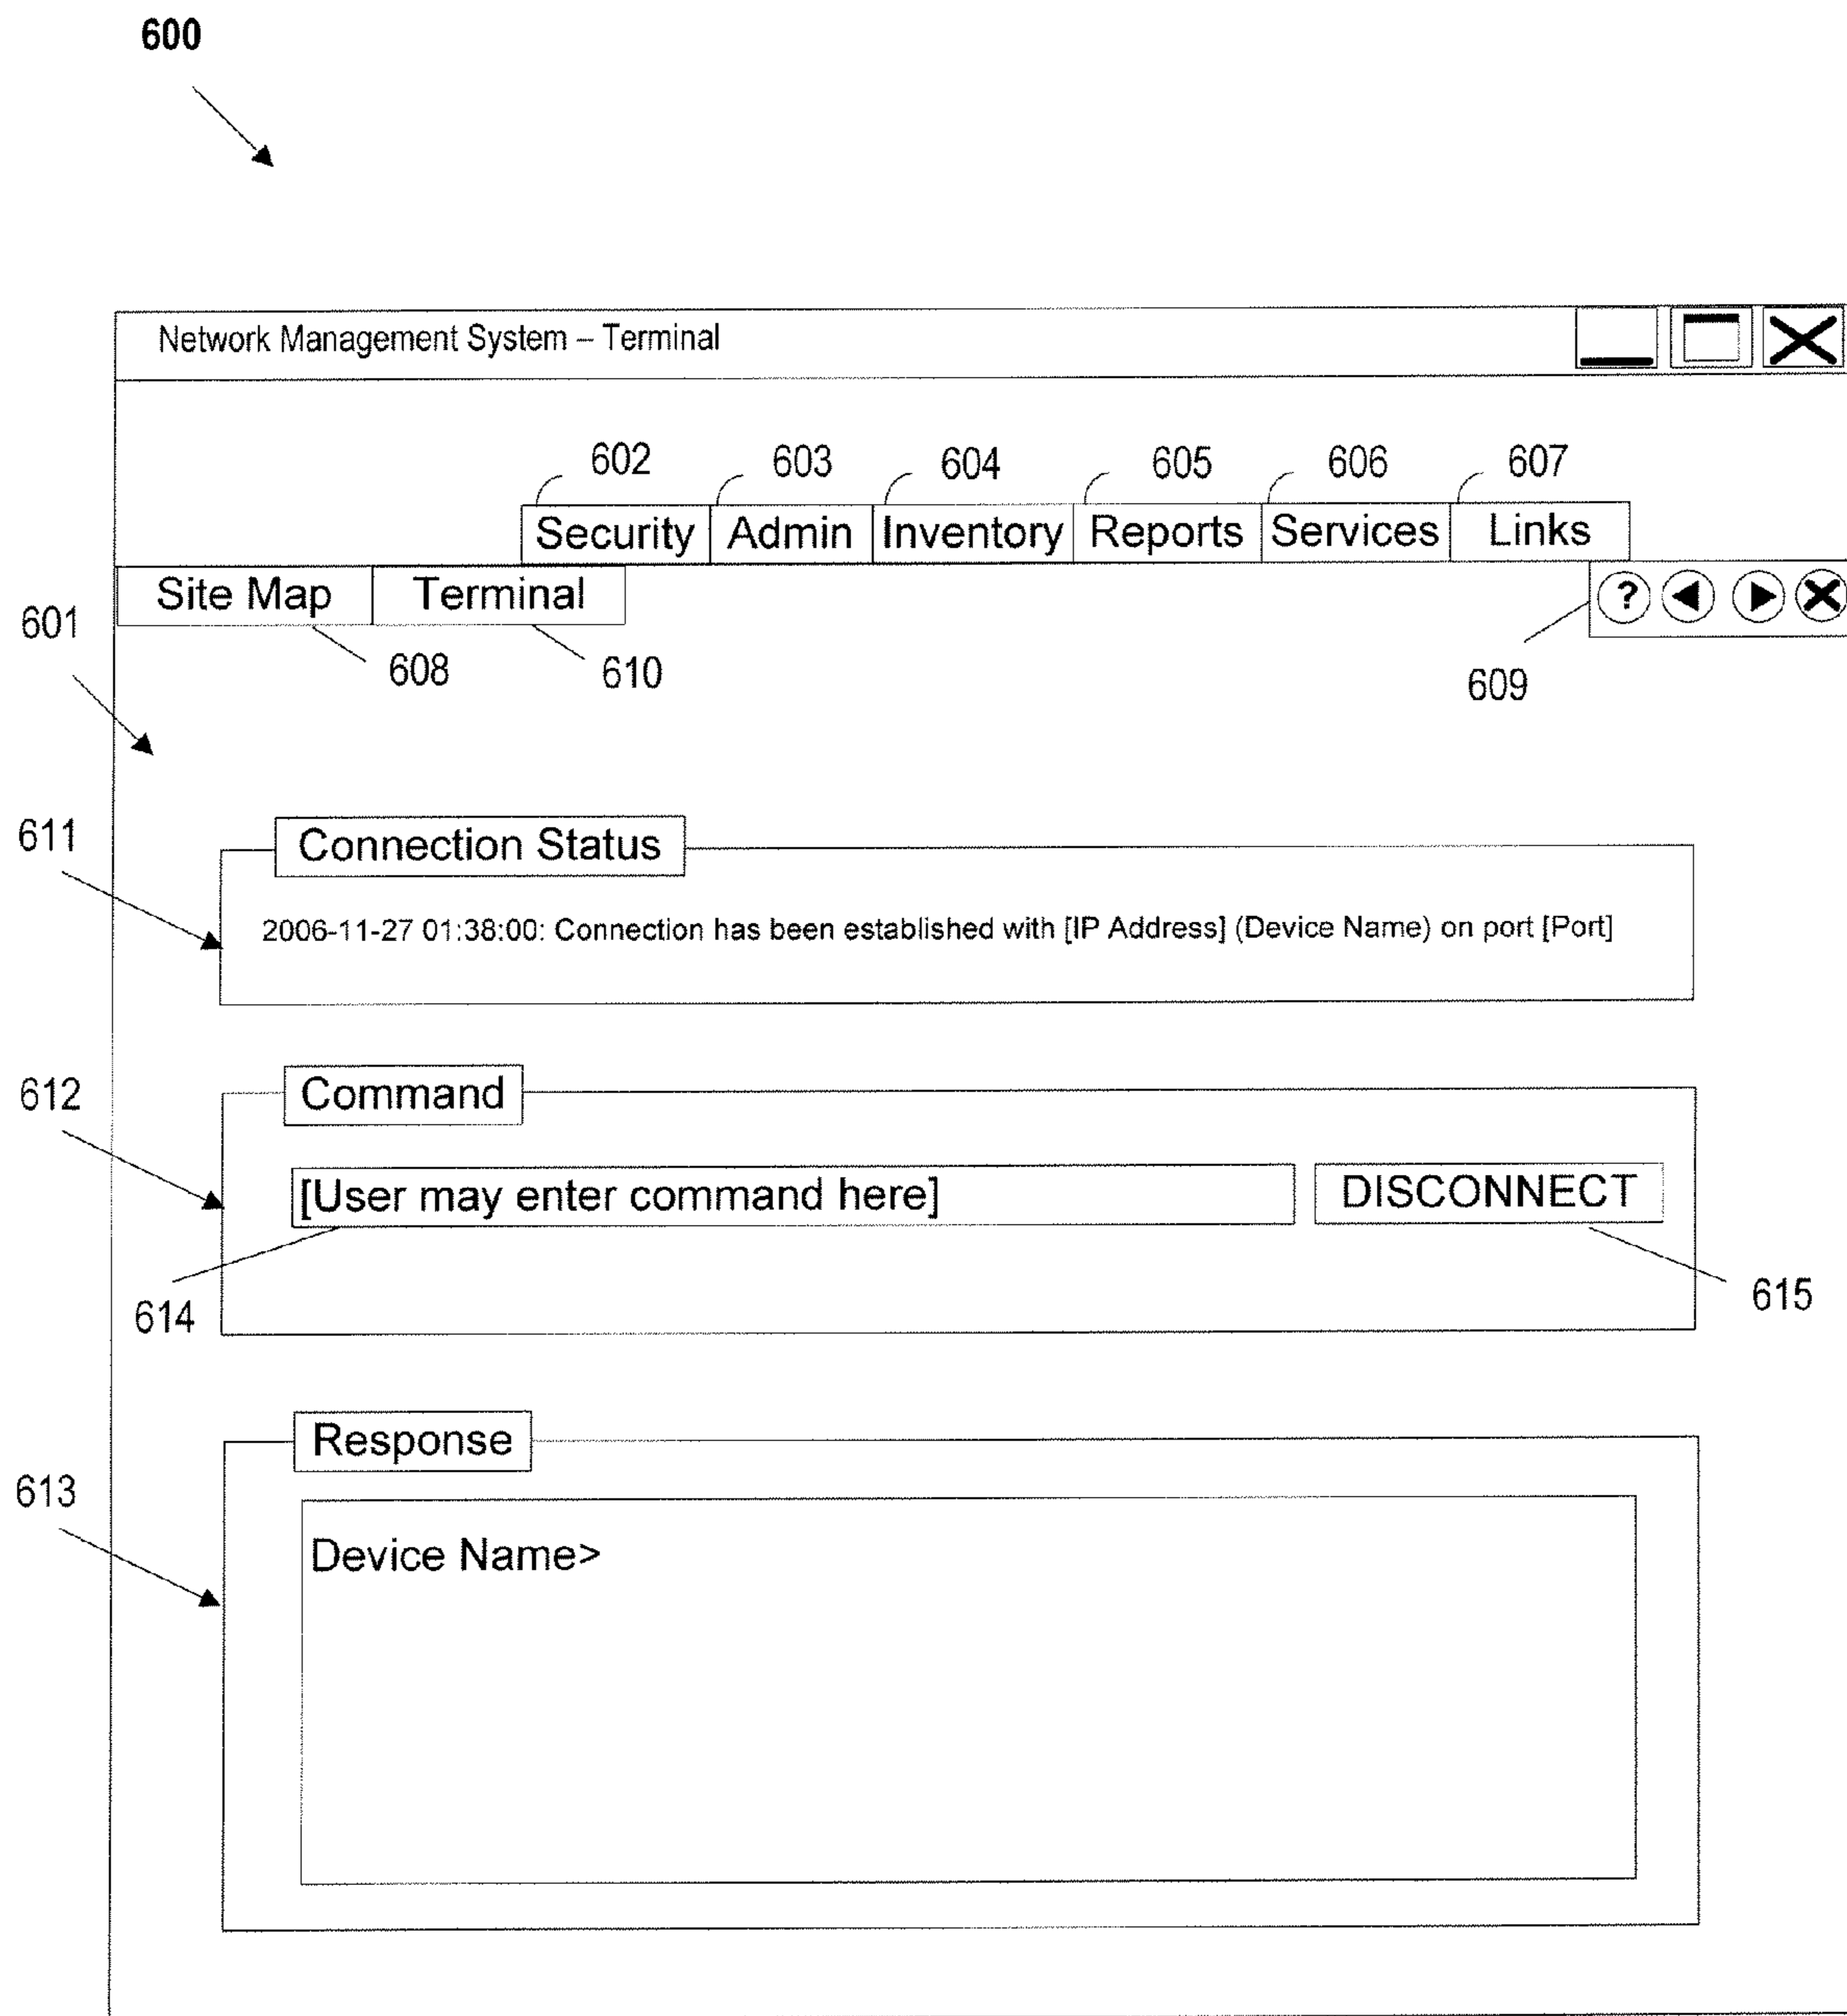 600
Network Management System – Terminal
602 603 604 605 606 607
Security Admin Inventory Reports Services Links
Site Map Terminal ?
601
608 610 609
611
Connection Status
2006-11-27 01:38:00: Connection has been established with [IP Address] (Device Name) on port [Port]
612
Command
[User may enter command here] DISCONNECT
614 615
Response
613
Device Name>